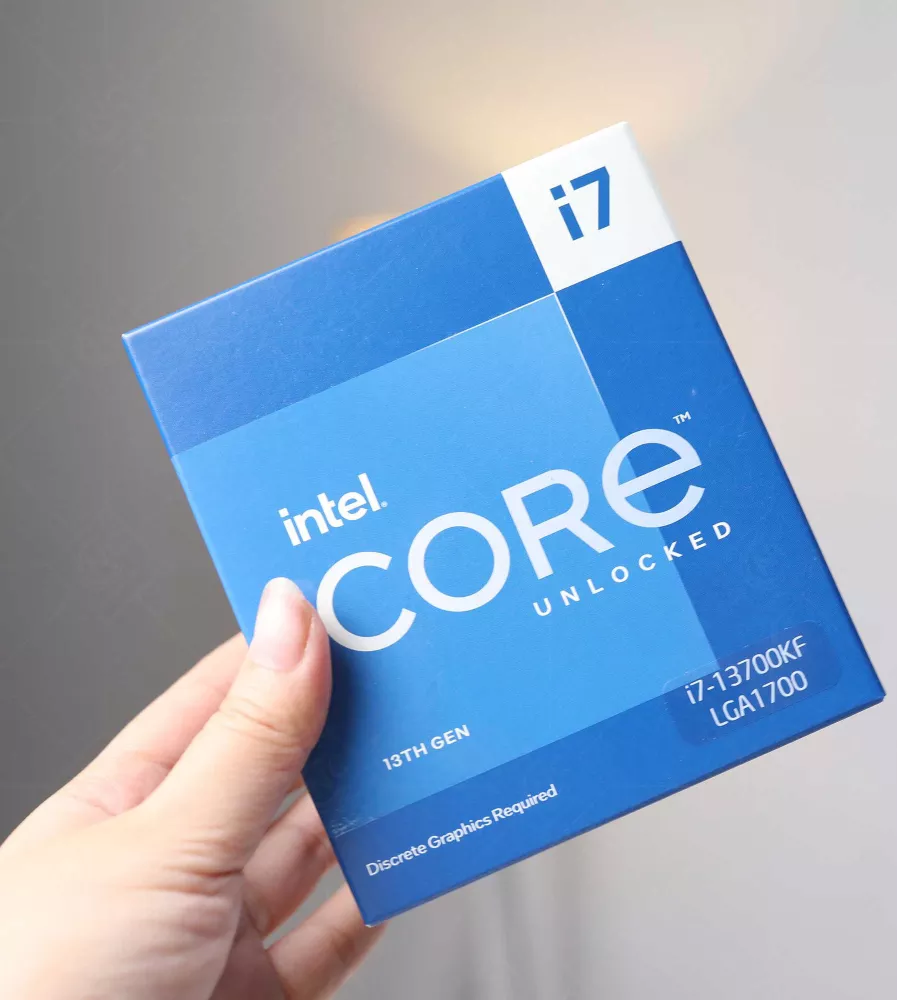 i7
intel.
CORe™
UNLOCKED
i7-13700KF
LGA1700
13TH GEN
Discrete Graphics Required